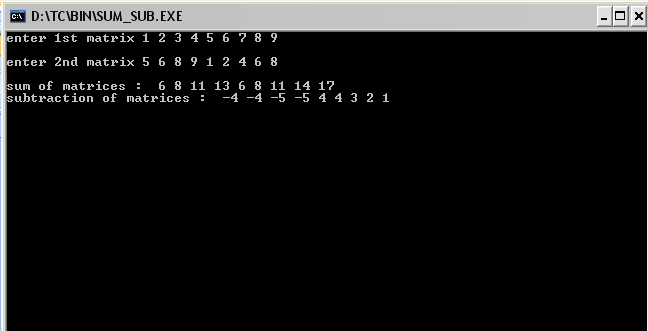 D:\TC\BIN\SUM_SUB.EXE
enter 1st matrix 1 2 3 4 5 6 7 8 9
enter 2nd matrix 5 6 8 9 1 2 4 6 8
sum of matrices :  6 8 11 13 6 8 11 14 17
subtraction of matrices :  -4 -4 -5 -5 4 4 3 2 1